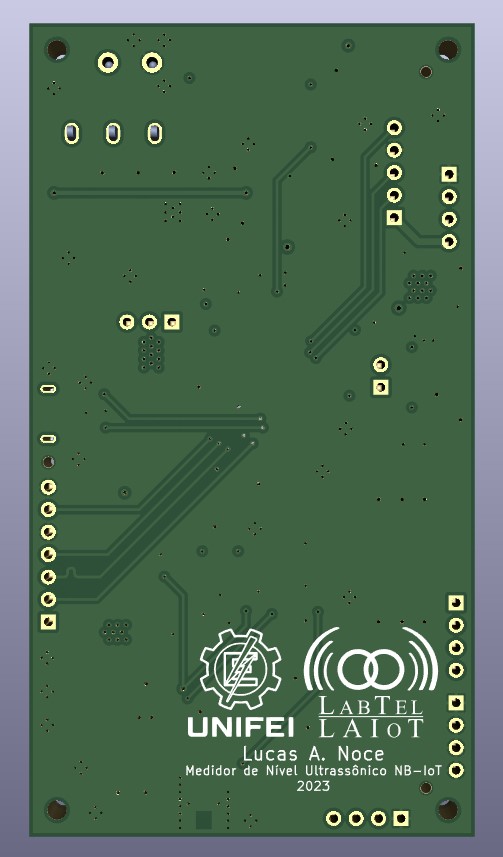 UNIFEI
LABTEL
LAIOT
Lucas A. Noce
Medidor de Nível Ultrassônico NB-IoT
2023